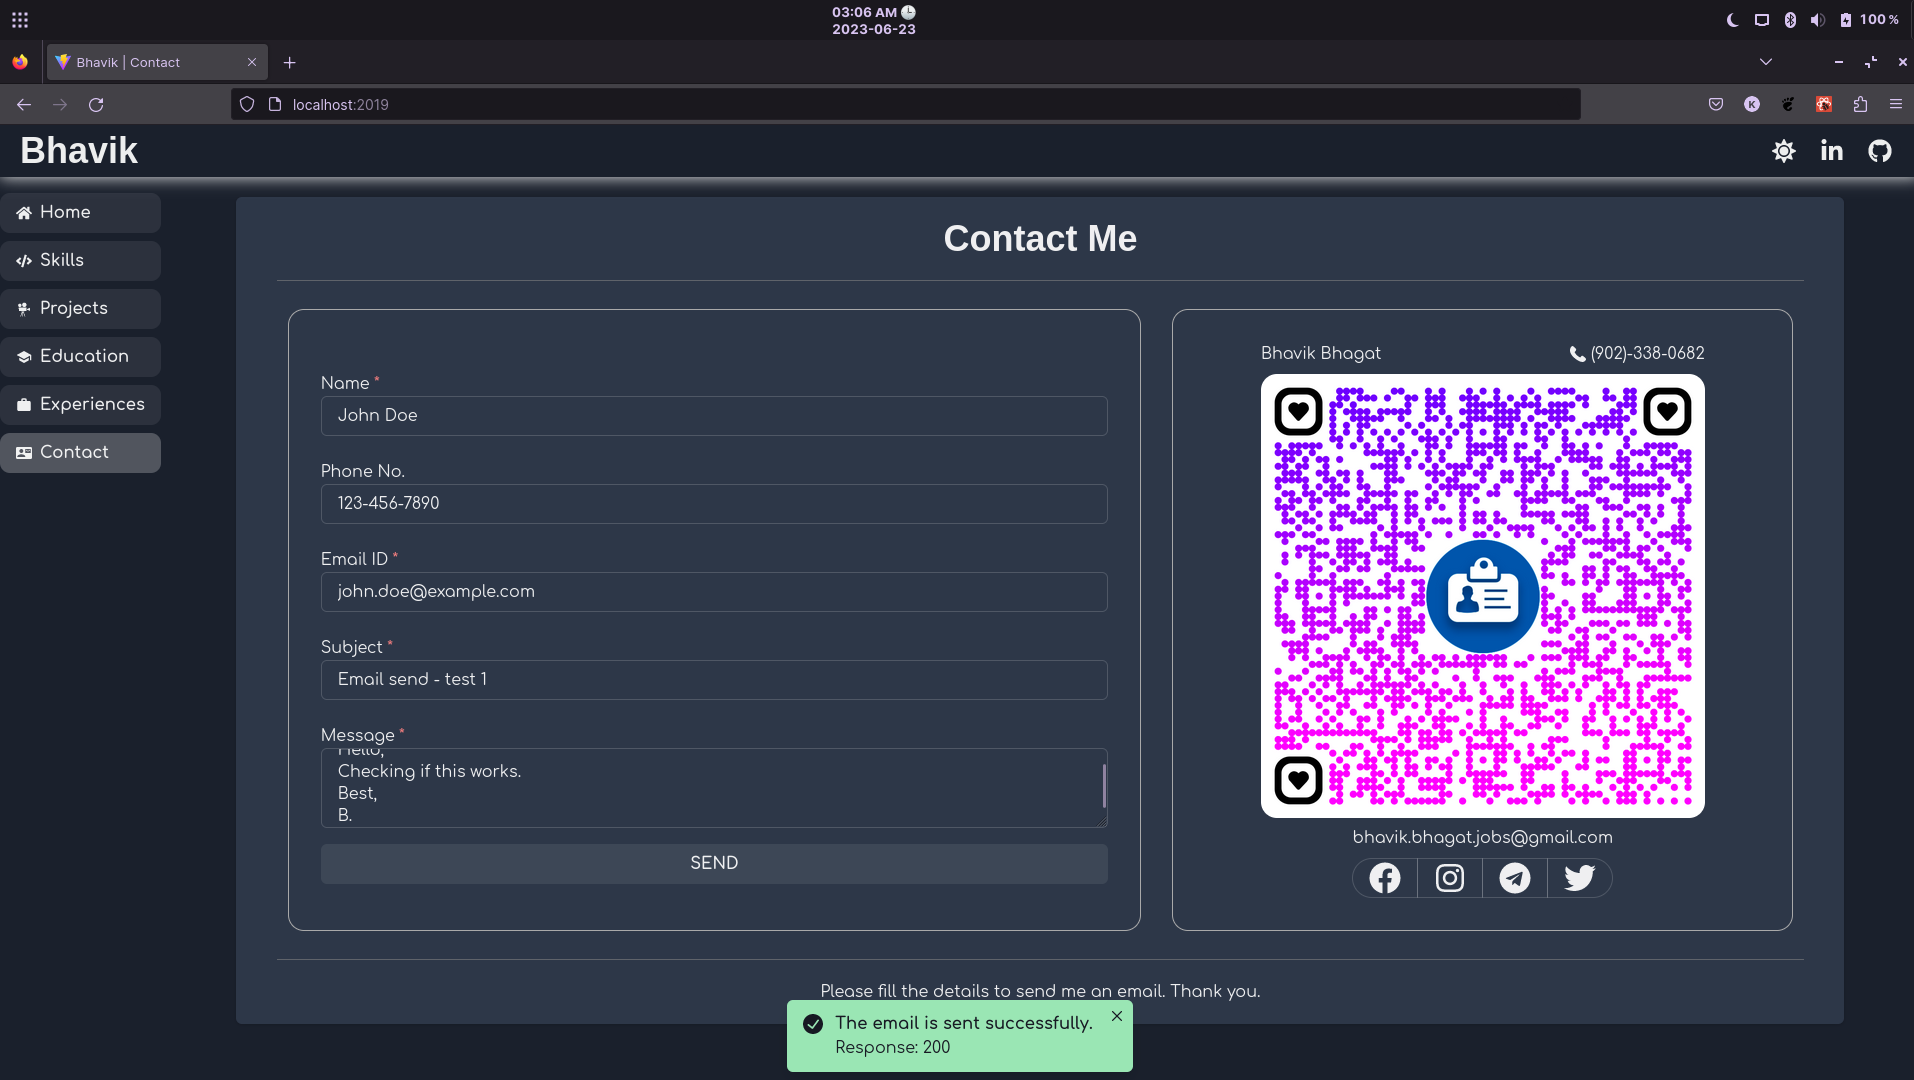 03:06 AM
2023-06-23
100 %
Bhavik | Contact
localhost:2019
K
Bhavik
in
Home
Skills
Projects
Education
Experiences
Contact
Contact Me
Name *
John Doe
Phone No.
123-456-7890
Email ID *
john.doe@example.com
Subject *
Email send - test 1
Message *
Hello,
Checking if this works.
Best,
B.
SEND
Bhavik Bhagat
(902)-338-0682
bhavik.bhagat.jobs@gmail.com
Please fill the details to send me an email. Thank you.
The email is sent successfully.
Response: 200